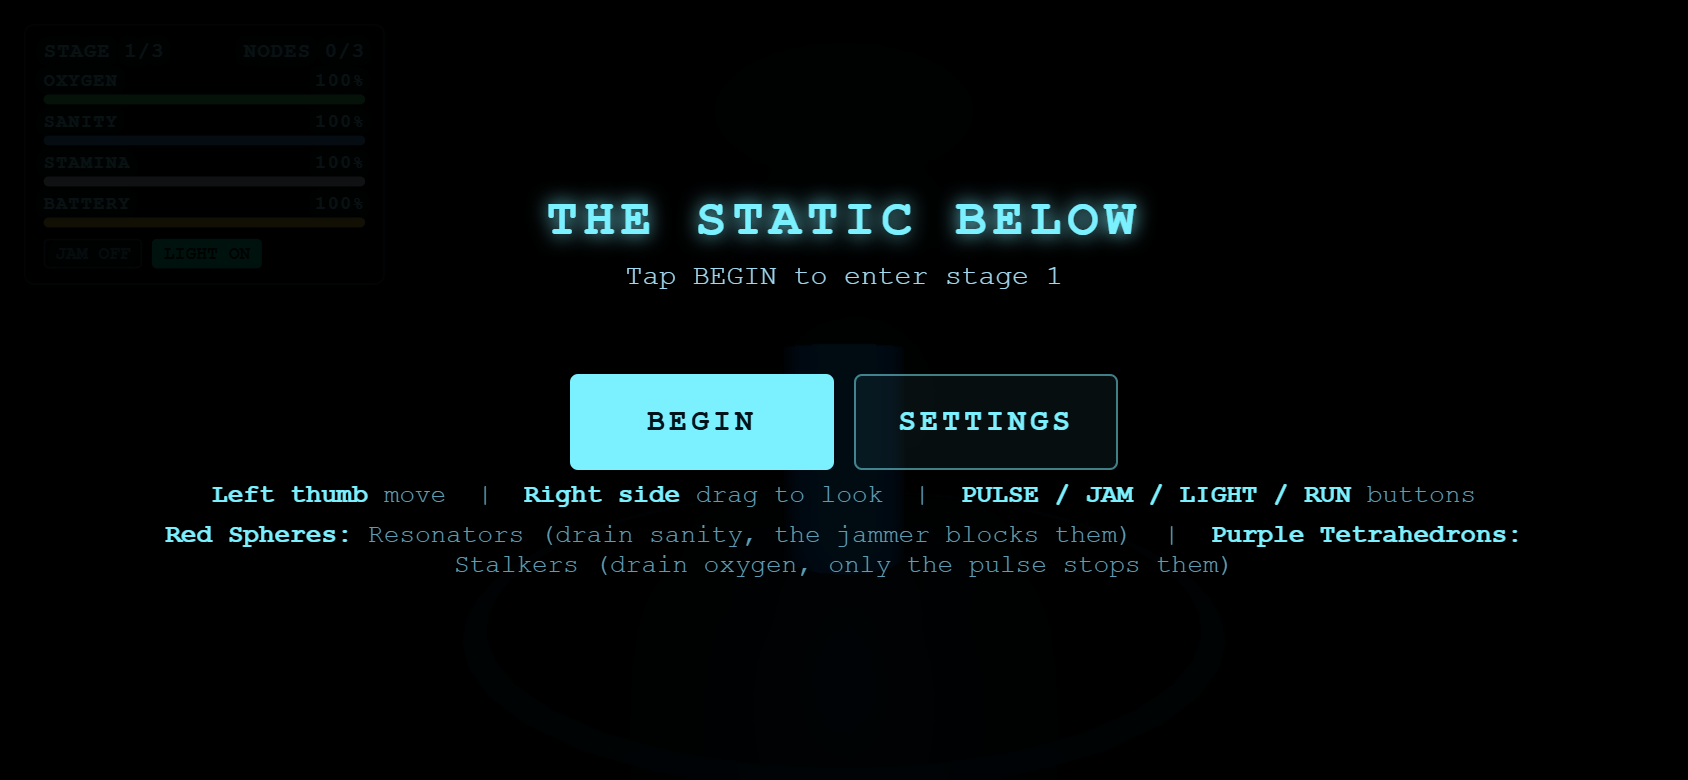 STAGE 1/3 NODES 0/3
OXYGEN 100%
SANITY 100%
STAMINA 100%
BATTERY 100%
JAM OFF LIGHT ON
THE STATIC BELOW
Tap BEGIN to enter stage 1
BEGIN SETTINGS
Left thumb move | Right side drag to look | PULSE / JAM / LIGHT / RUN buttons
Red Spheres: Resonators (drain sanity, the jammer blocks them) | Purple Tetrahedrons:
Stalkers (drain oxygen, only the pulse stops them)